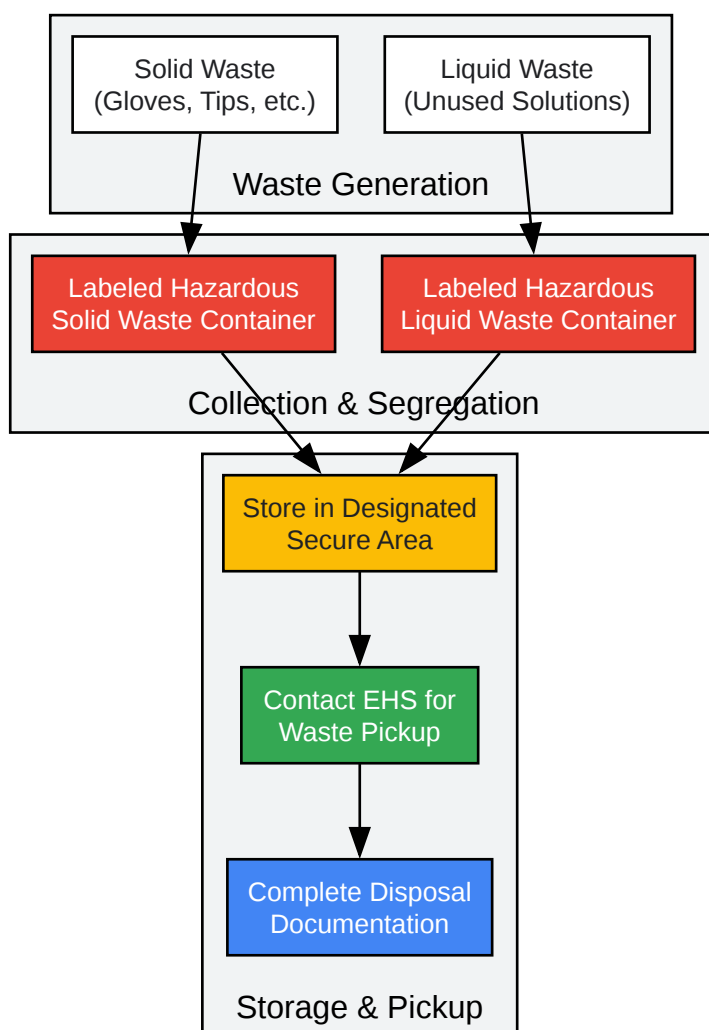 Solid Waste
(Gloves, Tips, etc.)
Liquid Waste
(Unused Solutions)
Waste Generation
Labeled Hazardous
Solid Waste Container
Labeled Hazardous
Liquid Waste Container
Collection & Segregation
Store in Designated
Secure Area
Contact EHS for
Waste Pickup
Complete Disposal
Documentation
Storage & Pickup